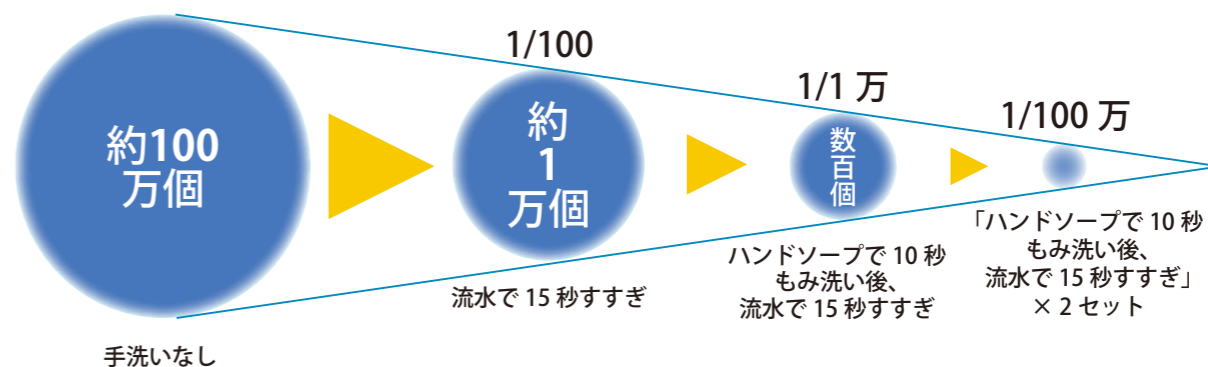 約100
万個
手洗いなし
1/100
約
1
万個
流水で 15 秒すすぎ
1/1 万
数百個
ハンドソープで 10 秒
もみ洗い後、
流水で 15 秒すすぎ
1/100 万
「ハンドソープで 10 秒
もみ洗い後、
流水で 15 秒すすぎ」
× 2 セット